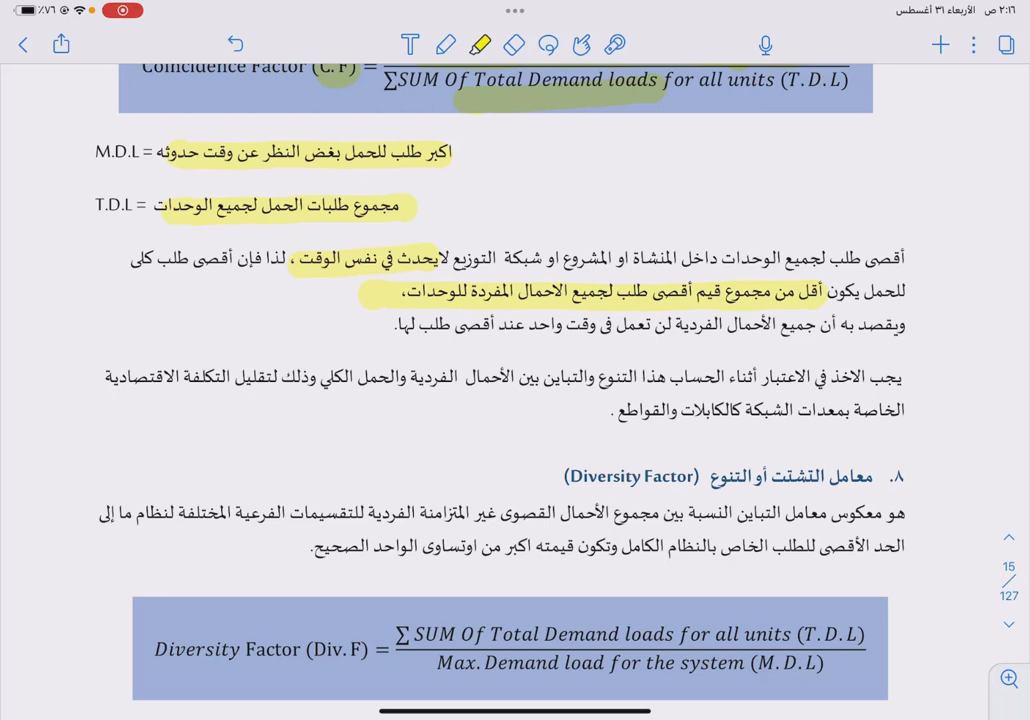 ٪٧٦
٢:١٦ ص الأربعاء ٣١ أغسطس
Coincidence Factor (C.F) =
∑SUM Of Total Demand loads for all units (T.D.L)
M.D.L = اكبر طلب للحمل بغض النظر عن وقت حدوثه
T.D.L = مجموع طلبات الحمل لجميع الوحدات
أقصى طلب لجميع الوحدات داخل المنشاة او المشروع او شبكة التوزيع لايحدث في نفس الوقت ، لذا فإن أقصى طلب كلى
للحمل يكون أقل من مجموع قيم أقصى طلب لجميع الاحمال المفردة للوحدات،
ويقصد به أن جميع الأحمال الفردية لن تعمل فى وقت واحد عند أقصى طلب لها.
يجب الاخذ في الاعتبار أثناء الحساب هذا التنوع والتباين بين الأحمال الفردية والحمل الكلي وذلك لتقليل التكلفة الاقتصادية
الخاصة بمعدات الشبكة كالكابلات والقواطع .
٨. معامل التشتت أو التنوع (Diversity Factor)
هو معكوس معامل التباين النسبة بين مجموع الأحمال القصوى غير المتزامنة الفردية للتقسيمات الفرعية المختلفة لنظام ما إلى
الحد الأقصى للطلب الخاص بالنظام الكامل وتكون قيمته اكبر من اوتساوى الواحد الصحيح.
15
127
Diversity Factor (Div.F) =
∑ SUM Of Total Demand loads for all units (T.D.L)
Max. Demand load for the system (M.D.L)